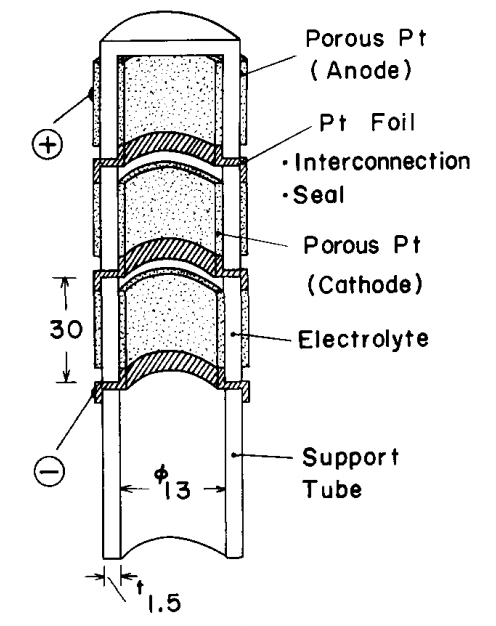 Porous Pt
(Anode)
+
Pt Foil
・Interconnection
・Seal
Porous Pt
(Cathode)
30
Electrolyte
−
Support
Tube
ϕ13
t1.5